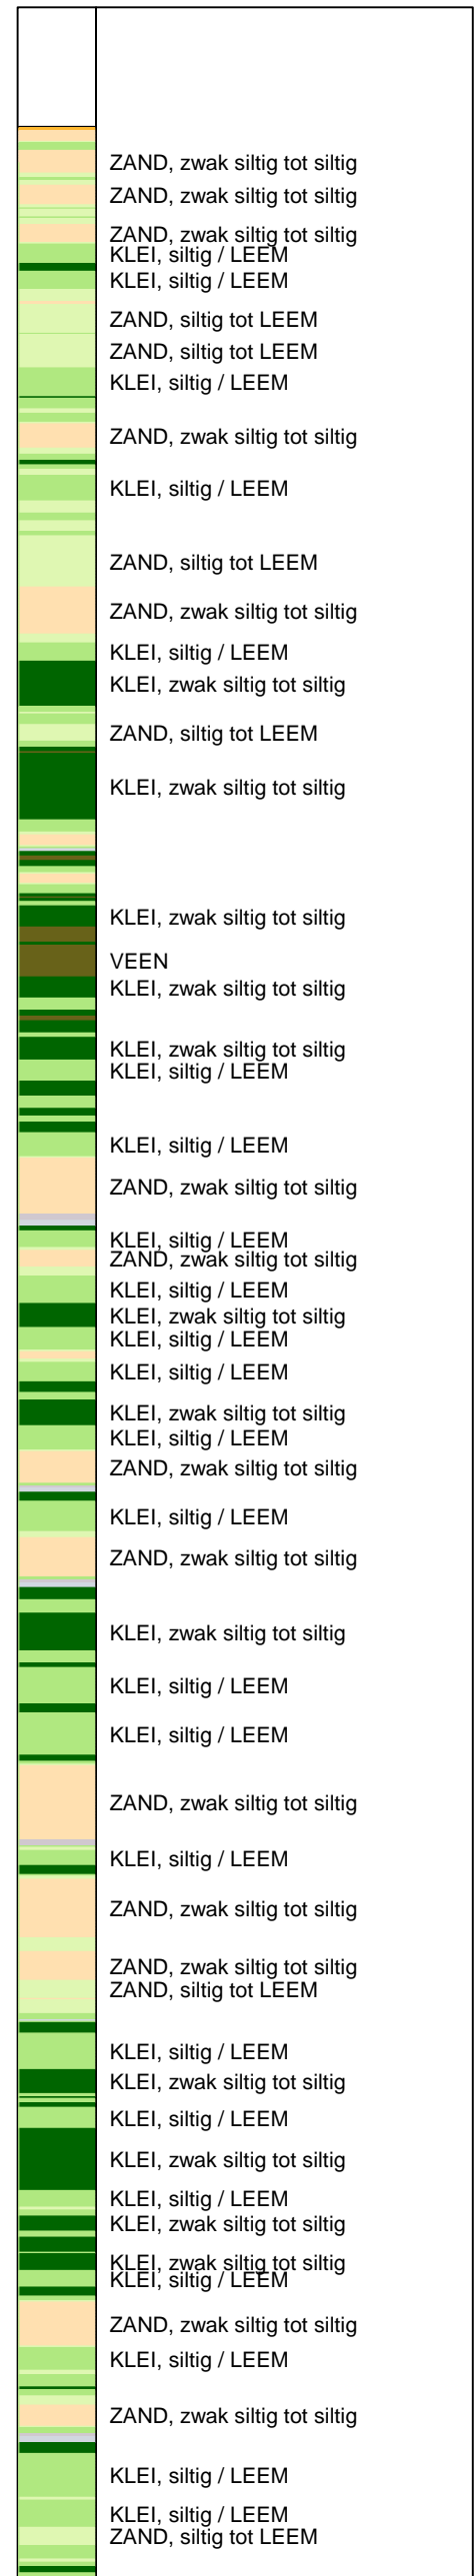 ZAND, zwak siltig tot siltig
ZAND, zwak siltig tot siltig
ZAND, zwak siltig tot siltig
KLEI, siltig / LEEM
KLEI, siltig / LEEM
ZAND, siltig tot LEEM
ZAND, siltig tot LEEM
KLEI, siltig / LEEM
ZAND, zwak siltig tot siltig
KLEI, siltig / LEEM
ZAND, siltig tot LEEM
ZAND, zwak siltig tot siltig
KLEI, siltig / LEEM
KLEI, zwak siltig tot siltig
ZAND, siltig tot LEEM
KLEI, zwak siltig tot siltig
KLEI, zwak siltig tot siltig
VEEN
KLEI, zwak siltig tot siltig
KLEI, zwak siltig tot siltig
KLEI, siltig / LEEM
KLEI, siltig / LEEM
ZAND, zwak siltig tot siltig
KLEI, siltig / LEEM
ZAND, zwak siltig tot siltig
KLEI, siltig / LEEM
KLEI, zwak siltig tot siltig
KLEI, siltig / LEEM
KLEI, siltig / LEEM
KLEI, zwak siltig tot siltig
KLEI, siltig / LEEM
ZAND, zwak siltig tot siltig
KLEI, siltig / LEEM
ZAND, zwak siltig tot siltig
KLEI, zwak siltig tot siltig
KLEI, siltig / LEEM
KLEI, siltig / LEEM
ZAND, zwak siltig tot siltig
KLEI, siltig / LEEM
ZAND, zwak siltig tot siltig
ZAND, zwak siltig tot siltig
ZAND, siltig tot LEEM
KLEI, siltig / LEEM
KLEI, zwak siltig tot siltig
KLEI, siltig / LEEM
KLEI, zwak siltig tot siltig
KLEI, siltig / LEEM
KLEI, zwak siltig tot siltig
KLEI, zwak siltig tot siltig
KLEI, siltig / LEEM
ZAND, zwak siltig tot siltig
KLEI, siltig / LEEM
ZAND, zwak siltig tot siltig
KLEI, siltig / LEEM
KLEI, siltig / LEEM
ZAND, siltig tot LEEM